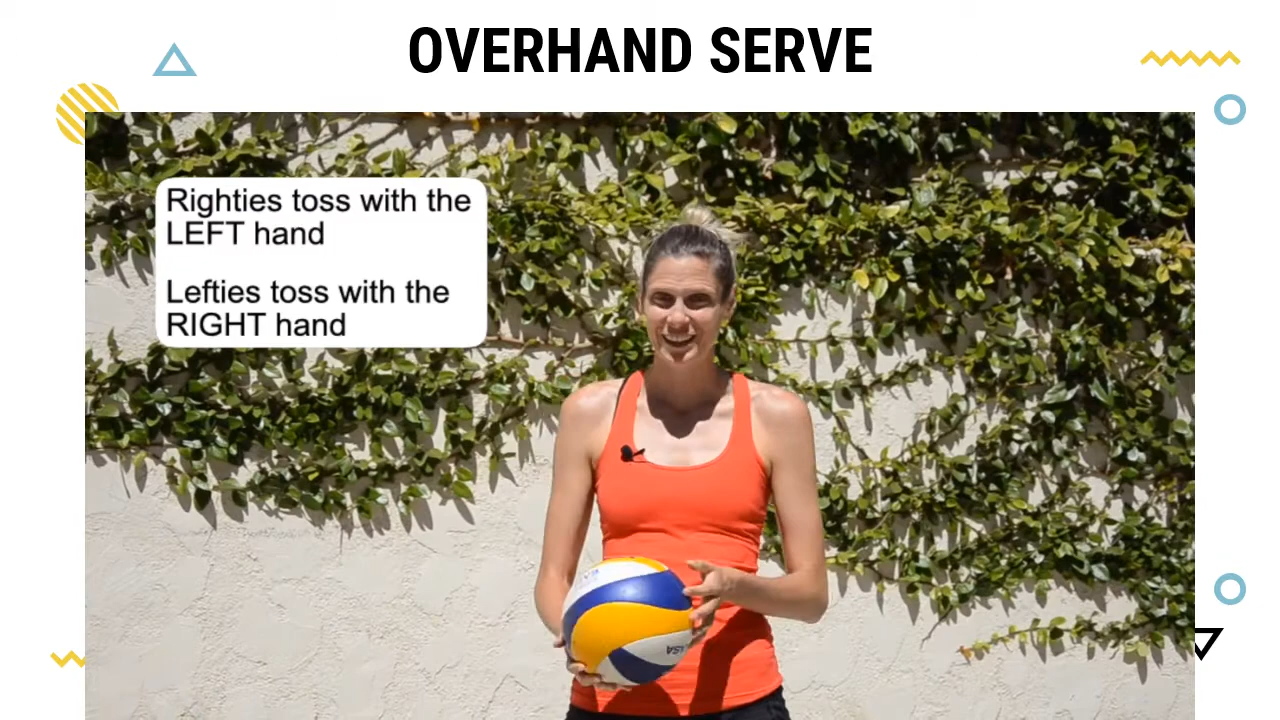 OVERHAND SERVE
Righties toss with the
LEFT hand
Lefties toss with the
RIGHT hand